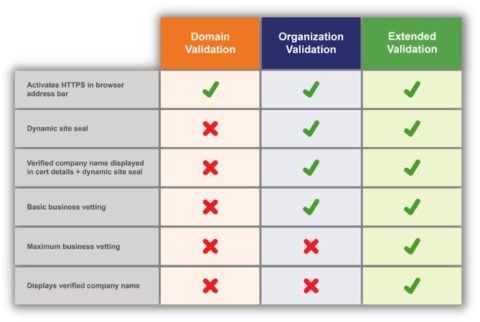 Domain
Validation
Organization
Validation
Extended
Validation
Activates HTTPS in browser
address bar
Dynamic site seal
Verified company name displayed
in cert details + dynamic site seal
Basic business vetting
Maximum business vetting
Displays verified company name